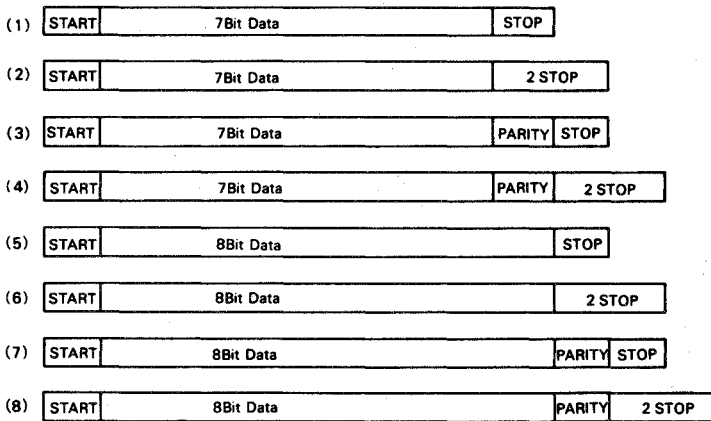 (1) START 7Bit Data STOP
(2) START 7Bit Data 2 STOP
(3) START 7Bit Data PARITY STOP
(4) START 7Bit Data PARITY 2 STOP
(5) START 8Bit Data STOP
(6) START 8Bit Data 2 STOP
(7) START 8Bit Data PARITY STOP
(8) START 8Bit Data PARITY 2 STOP